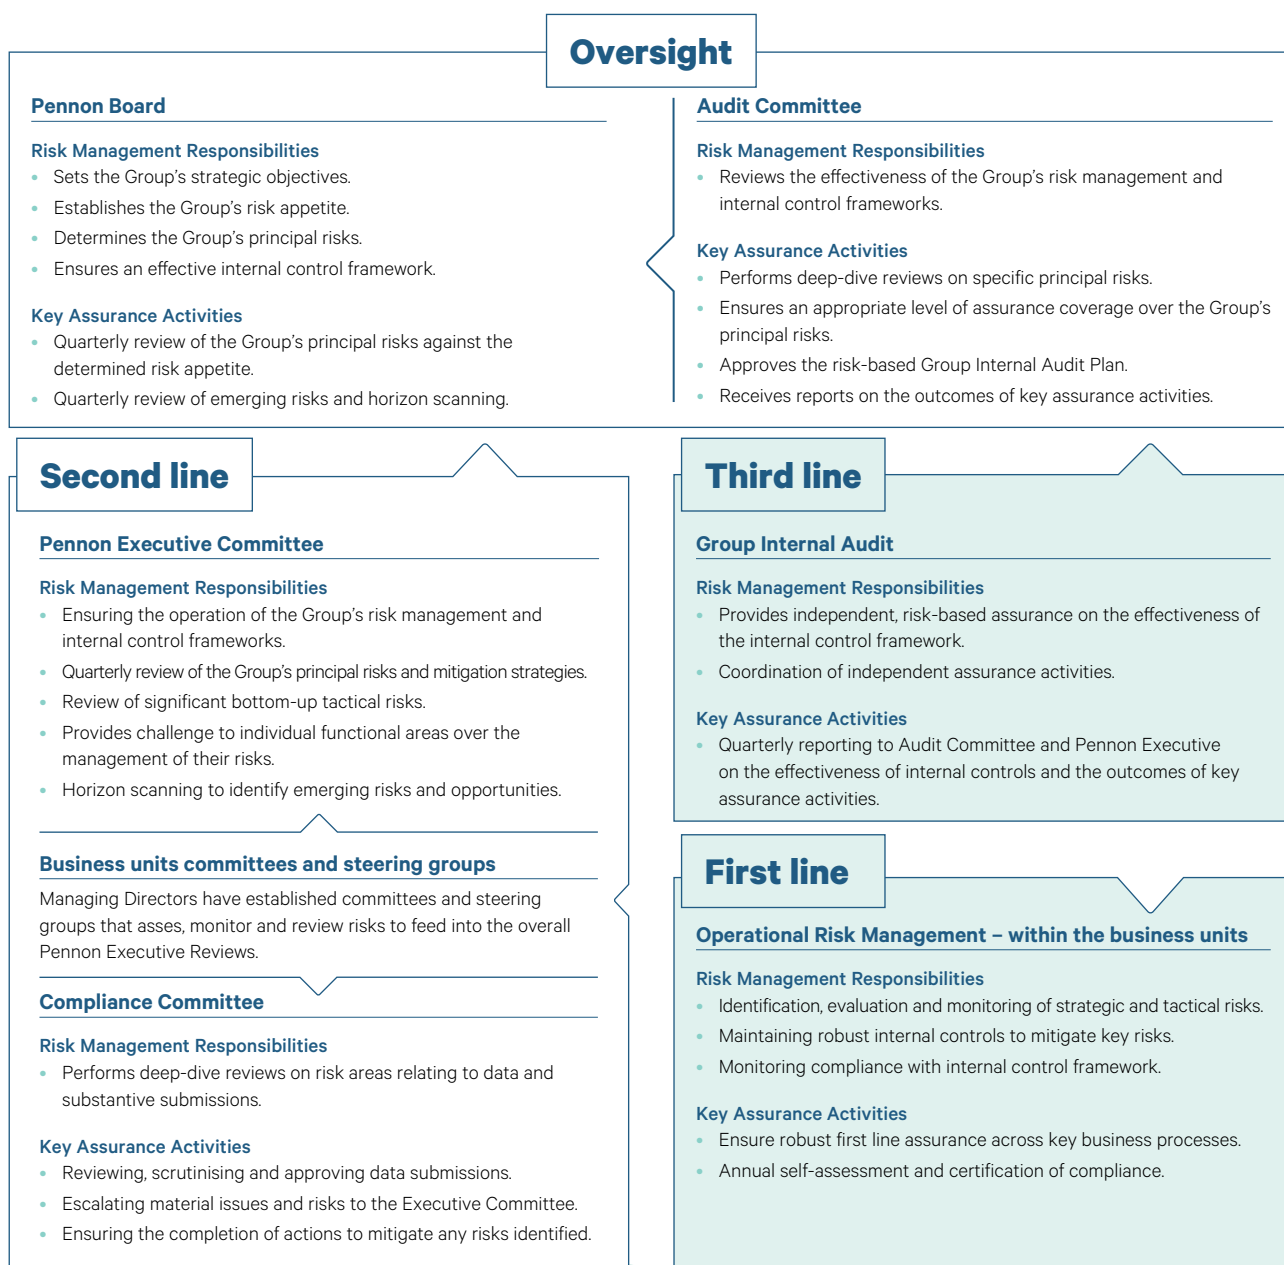 Oversight
Pennon Board
Risk Management Responsibilities
• Sets the Group’s strategic objectives.
• Establishes the Group’s risk appetite.
• Determines the Group’s principal risks.
• Ensures an effective internal control framework.
Key Assurance Activities
• Quarterly review of the Group’s principal risks against the
determined risk appetite.
• Quarterly review of emerging risks and horizon scanning.
Audit Committee
Risk Management Responsibilities
• Reviews the effectiveness of the Group’s risk management and
internal control frameworks.
Key Assurance Activities
• Performs deep-dive reviews on specific principal risks.
• Ensures an appropriate level of assurance coverage over the Group’s
principal risks.
• Approves the risk-based Group Internal Audit Plan.
• Receives reports on the outcomes of key assurance activities.
Second line
Pennon Executive Committee
Risk Management Responsibilities
• Ensuring the operation of the Group’s risk management and
internal control frameworks.
• Quarterly review of the Group’s principal risks and mitigation strategies.
• Review of significant bottom-up tactical risks.
• Provides challenge to individual functional areas over the
management of their risks.
• Horizon scanning to identify emerging risks and opportunities.
Business units committees and steering groups
Managing Directors have established committees and steering
groups that asses, monitor and review risks to feed into the overall
Pennon Executive Reviews.
Compliance Committee
Risk Management Responsibilities
• Performs deep-dive reviews on risk areas relating to data and
substantive submissions.
Key Assurance Activities
• Reviewing, scrutinising and approving data submissions.
• Escalating material issues and risks to the Executive Committee.
• Ensuring the completion of actions to mitigate any risks identified.
Third line
Group Internal Audit
Risk Management Responsibilities
• Provides independent, risk-based assurance on the effectiveness of
the internal control framework.
• Coordination of independent assurance activities.
Key Assurance Activities
• Quarterly reporting to Audit Committee and Pennon Executive
on the effectiveness of internal controls and the outcomes of key
assurance activities.
First line
Operational Risk Management – within the business units
Risk Management Responsibilities
• Identification, evaluation and monitoring of strategic and tactical risks.
• Maintaining robust internal controls to mitigate key risks.
• Monitoring compliance with internal control framework.
Key Assurance Activities
• Ensure robust first line assurance across key business processes.
• Annual self-assessment and certification of compliance.